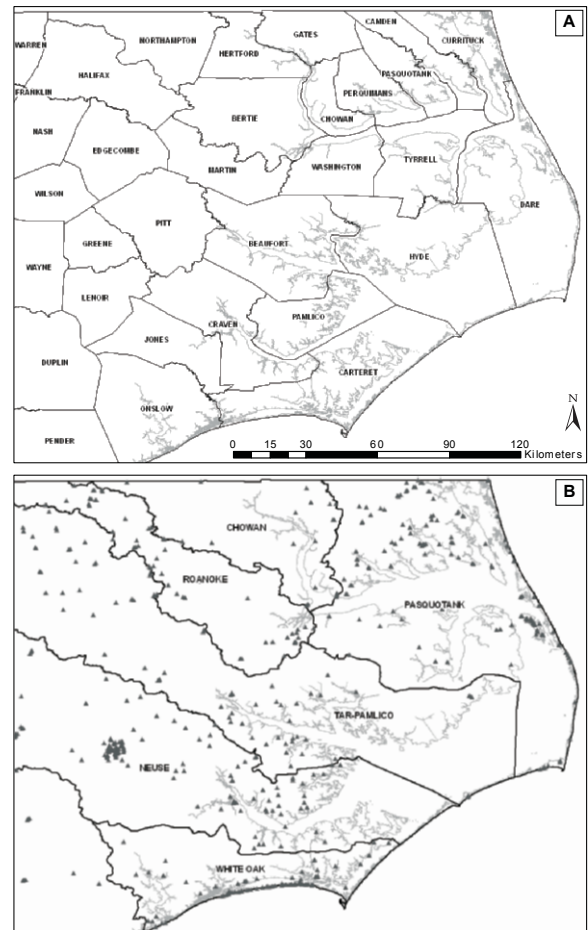 A
NORTHAMPTON
GATES
CAMDEN
CURRITUCK
WARREN
HERTFORD
PASQUOTANK
HALIFAX
PERQUIMANS
FRANKLIN
BERTIE
CHOWAN
NASH
EDGECOMBE
MARTIN
WASHINGTON
TYRRELL
WILSON
DARE
PITT
GREENE
BEAUFORT
HYDE
WAYNE
LENOIR
PAMLICO
CRAVEN
JONES
DUPLIN
CARTERET
ONSLOW
N
PENDER
0 15 30 60 90 120
Kilometers
B
CHOWAN
ROANOKE
PASQUOTANK
TAR-PAMLICO
NEUSE
WHITE OAK